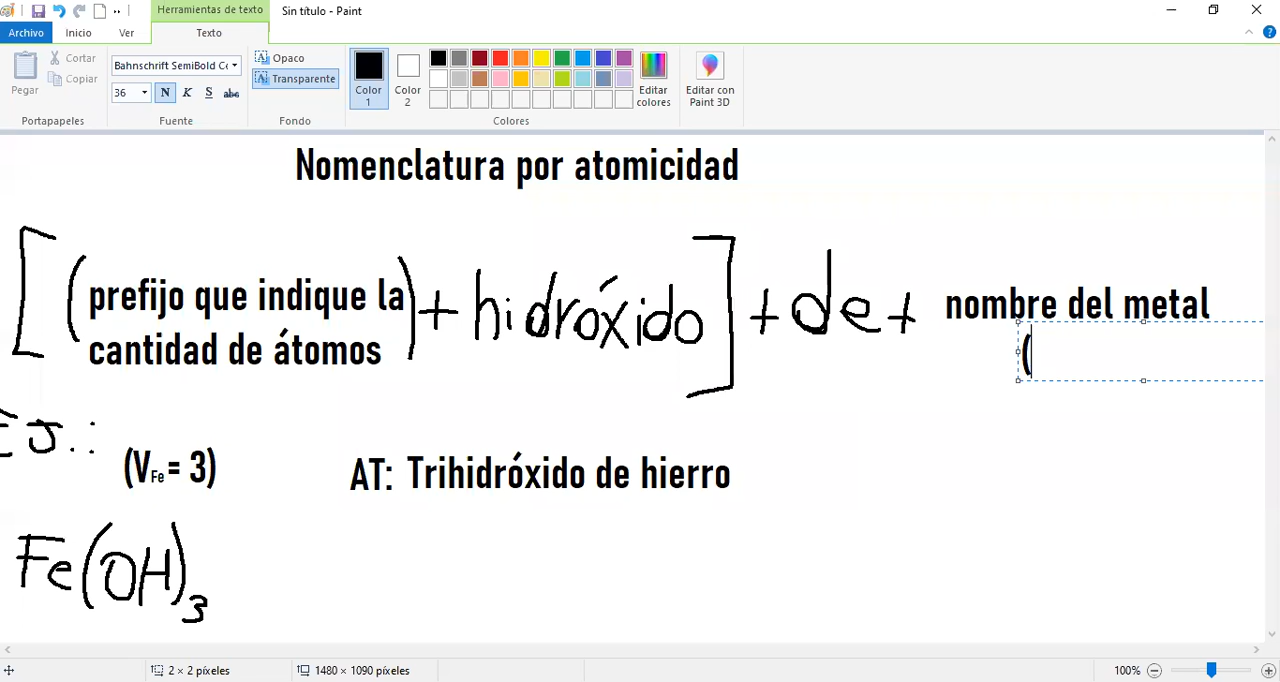 Herramientas de texto
Sin título - Paint
Archivo Inicio Ver Texto
Pegar
Cortar
Copiar
Portapapeles
Bahnschrift SemiBold Cc
36 N K S abc
Fuente
Opaco
Transparente
Fondo
Color 1
Color 2
Editar colores
Colores
Editar con Paint 3D
Nomenclatura por atomicidad
[(prefijo que indique la
cantidad de átomos) + hidróxido] + de + nombre del metal
(
EJ.:
(VFe = 3)
AT: Trihidróxido de hierro
Fe(OH)3
2 × 2 píxeles
1480 × 1090 píxeles
100%